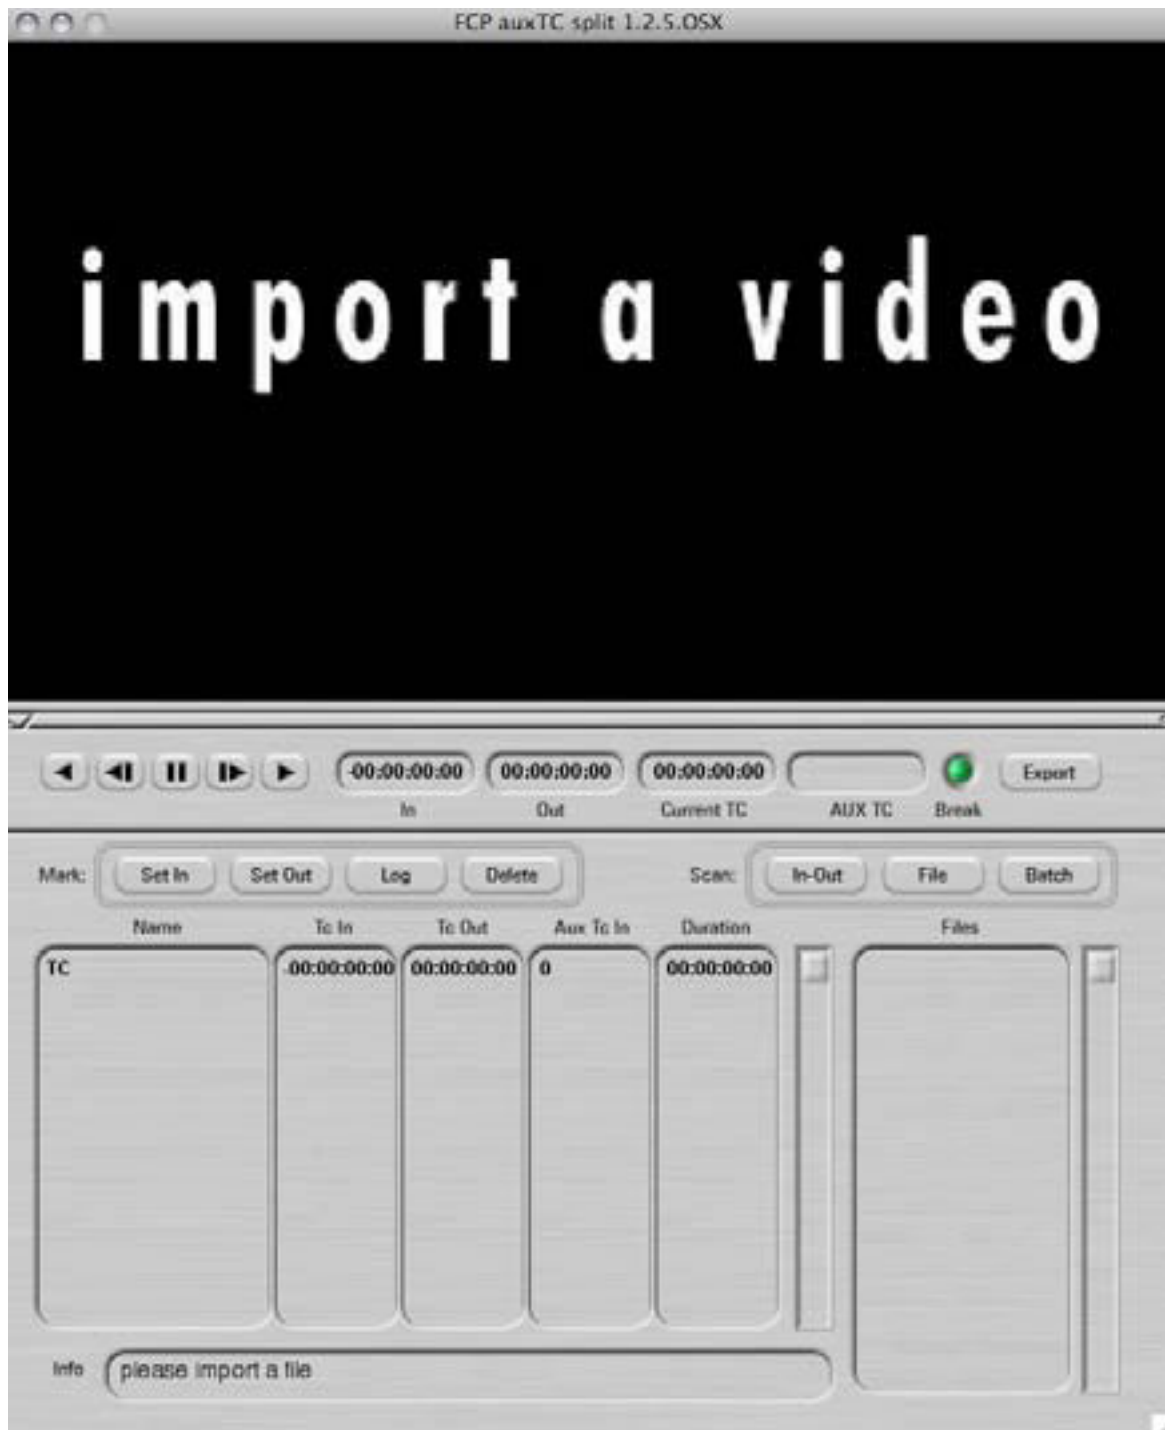 FCP auxTC split 1.2.5.OSX
import a video
-00:00:00:00 00:00:00:00 00:00:00:00 Export
In Out Current TC AUX TC Break
Mark: Set In Set Out Log Delete Scan: In-Out File Batch
Name Tc In Tc Out Aux Tc In Duration Files
TC -00:00:00:00 00:00:00:00 0 00:00:00:00
Info please import a file